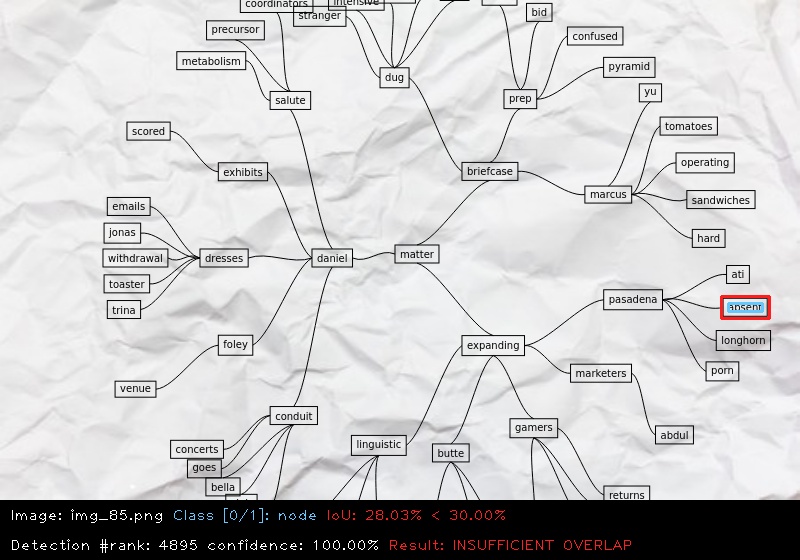 coordinators
intensive
stranger
bid
precursor
confused
metabolism
pyramid
dug
yu
salute
prep
scored
tomatoes
exhibits
briefcase
operating
marcus
sandwiches
emails
jonas
hard
withdrawal
dresses
daniel
matter
ati
toaster
pasadena
trina
absent
foley
expanding
longhorn
marketers
porn
venue
conduit
gamers
abdul
concerts
linguistic
butte
goes
bella
returns
Image: img_85.png Class [0/1]: node IoU: 28.03% < 30.00%
Detection #rank: 4895 confidence: 100.00% Result: INSUFFICIENT OVERLAP